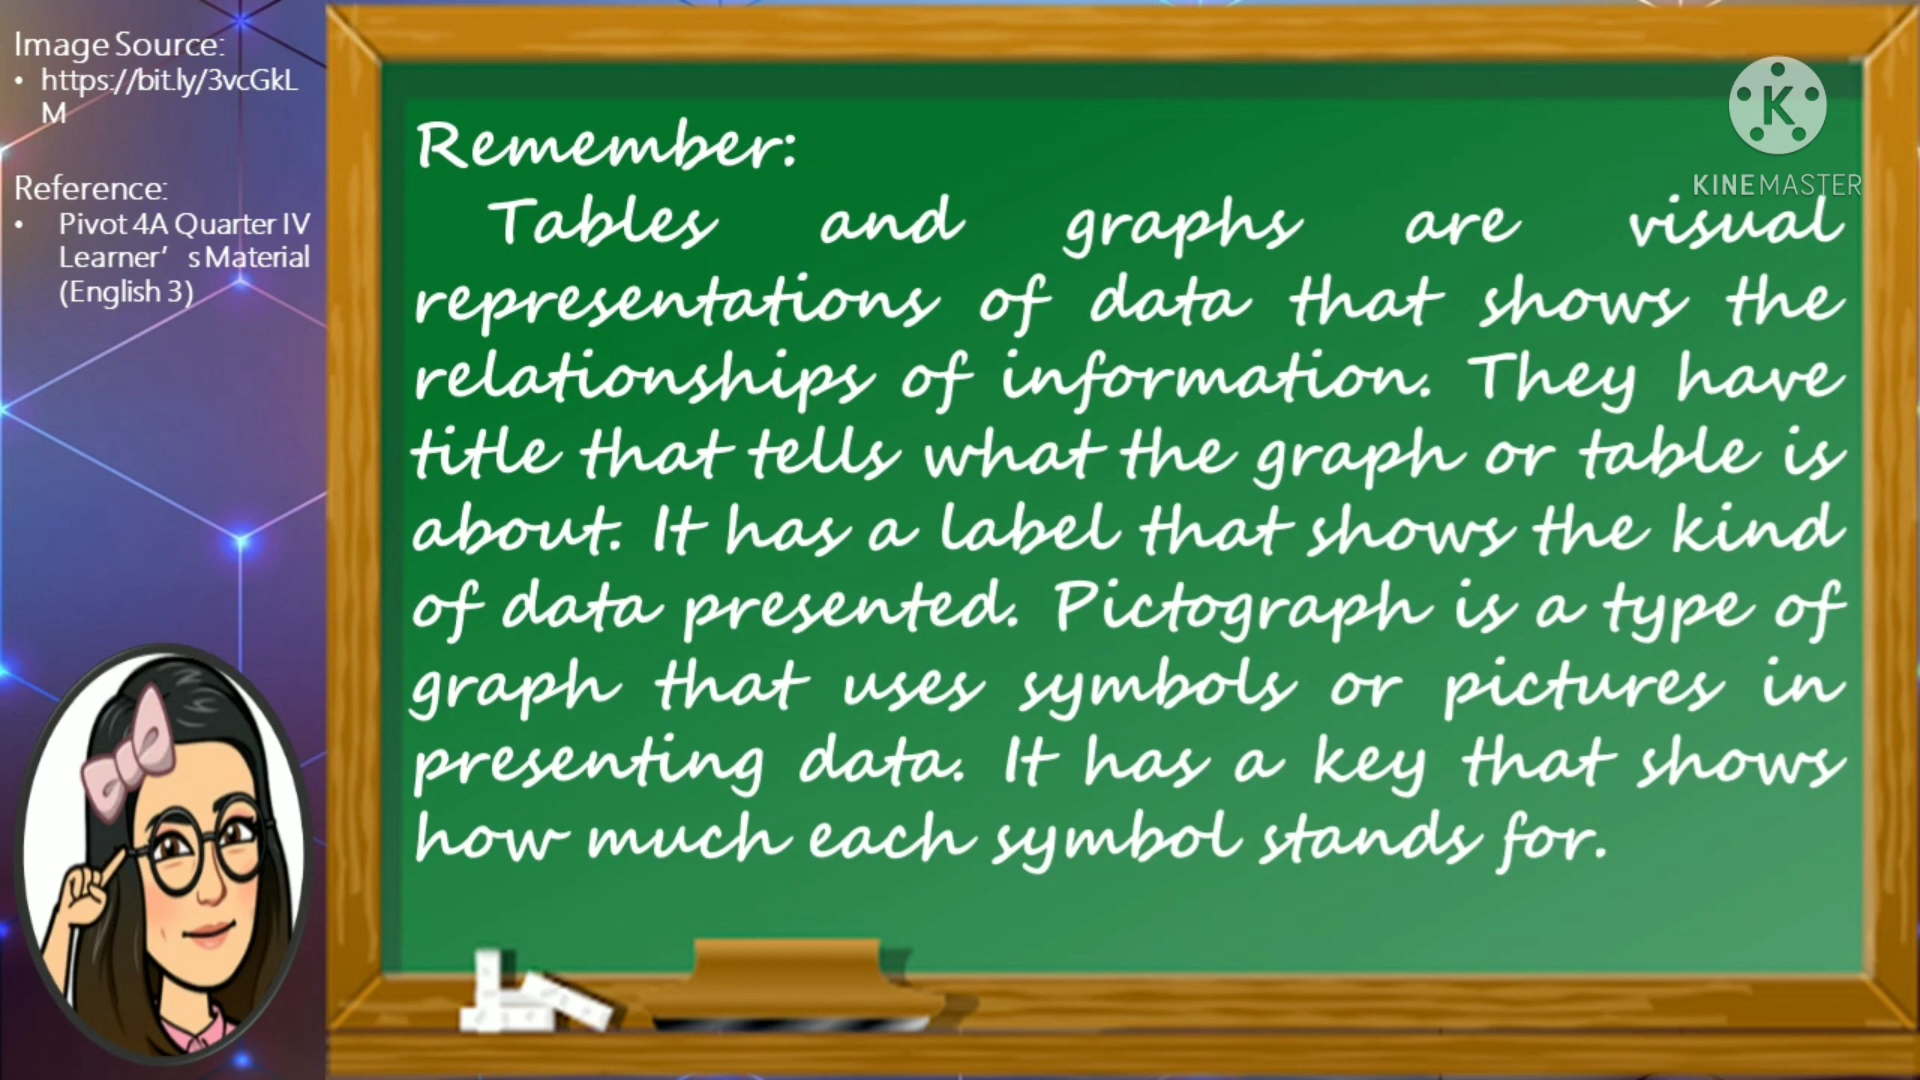 Image Source:
• https://bit.ly/3vcGkL
M
Reference:
• Pivot 4A Quarter IV
Learner’ s Material
(English 3)
K
KINEMASTER
Remember:
Tables and graphs are visual
representations of data that shows the
relationships of information. They have
title that tells what the graph or table is
about. It has a label that shows the kind
of data presented. Pictograph is a type of
graph that uses symbols or pictures in
presenting data. It has a key that shows
how much each symbol stands for.